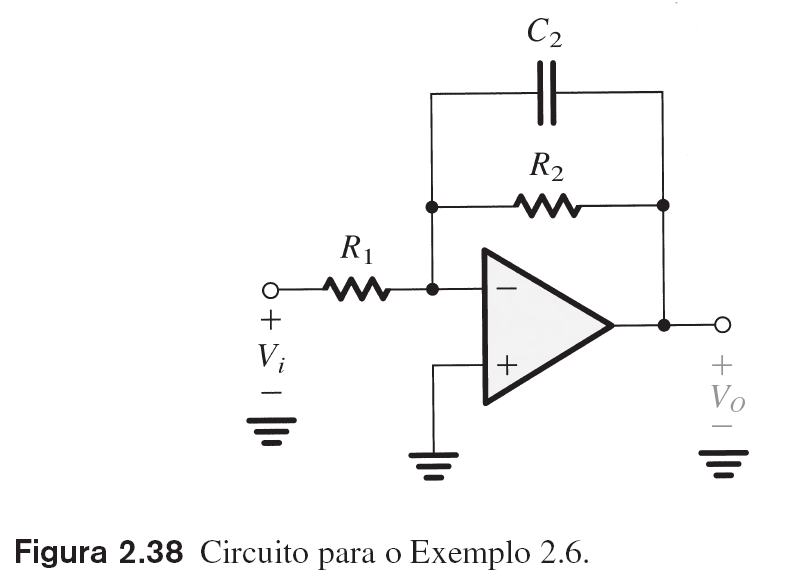 C2
R2
R1
−
+
+
Vi
−
+
VO
−
Figura 2.38 Circuito para o Exemplo 2.6.